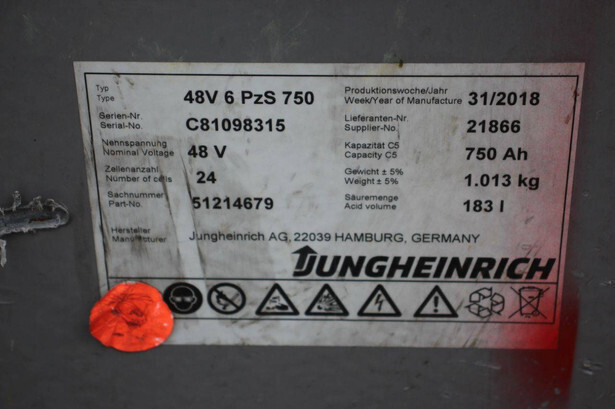 Typ
Type
48V 6 PzS 750
Produktionswoche/Jahr
Week/Year of Manufacture
31/2018
Serien-Nr.
Serial-No.
C81098315
Lieferanten-Nr.
Supplier-No.
21866
Nennspannung
Nominal Voltage
48 V
Kapazität C5
Capacity C5
750 Ah
Zellenanzahl
Number of cells
24
Gewicht ± 5%
Weight ± 5%
1.013 kg
Sachnummer
Part-No.
51214679
Säuremenge
Acid volume
183 l
Hersteller
Manufacturer
Jungheinrich AG, 22039 HAMBURG, GERMANY
JUNGHEINRICH